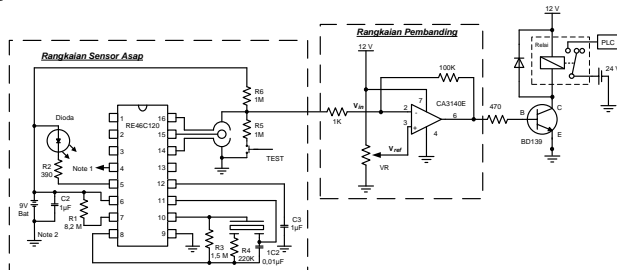 Rangkaian Sensor Asap
Rangkaian Pembanding
12 V
12 V
Relai
PLC
24 V
100K
CA3140E
Vin
1K
2
3
7
6
4
-
+
Vref
VR
470
B
C
E
BD139
R6
1M
R5
1M
TEST
RE46C120
1
2
3
4
5
6
7
8
16
15
14
13
12
11
10
9
Dioda
R2
390
Note 1
9V
Bat
C2
1µF
R1
8,2 M
Note 2
R3
1,5 M
R4
220K
1C2
0,01µF
C3
1µF